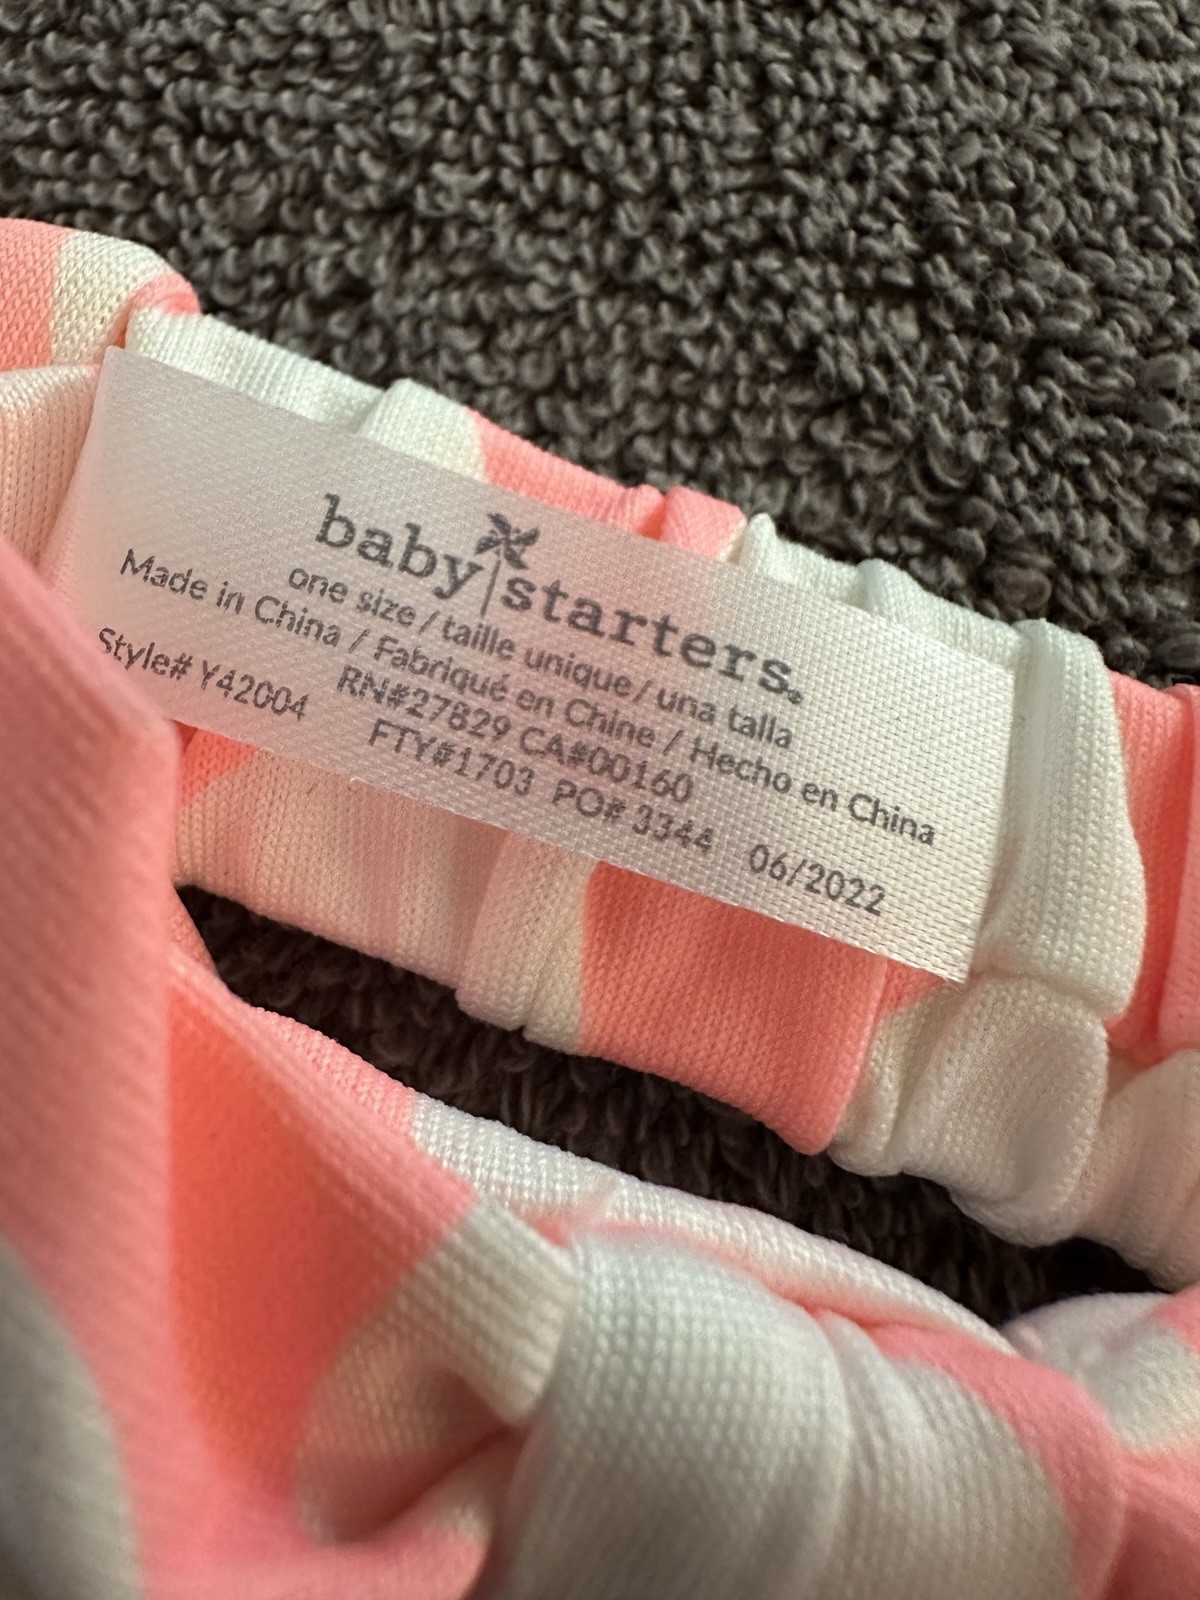 baby starters®
one size / taille unique / una talla
Made in China / Fabriqué en Chine / Hecho en China
RN#27829 CA#00160
Style# Y42004 FTY#1703 PO# 3344 06/2022